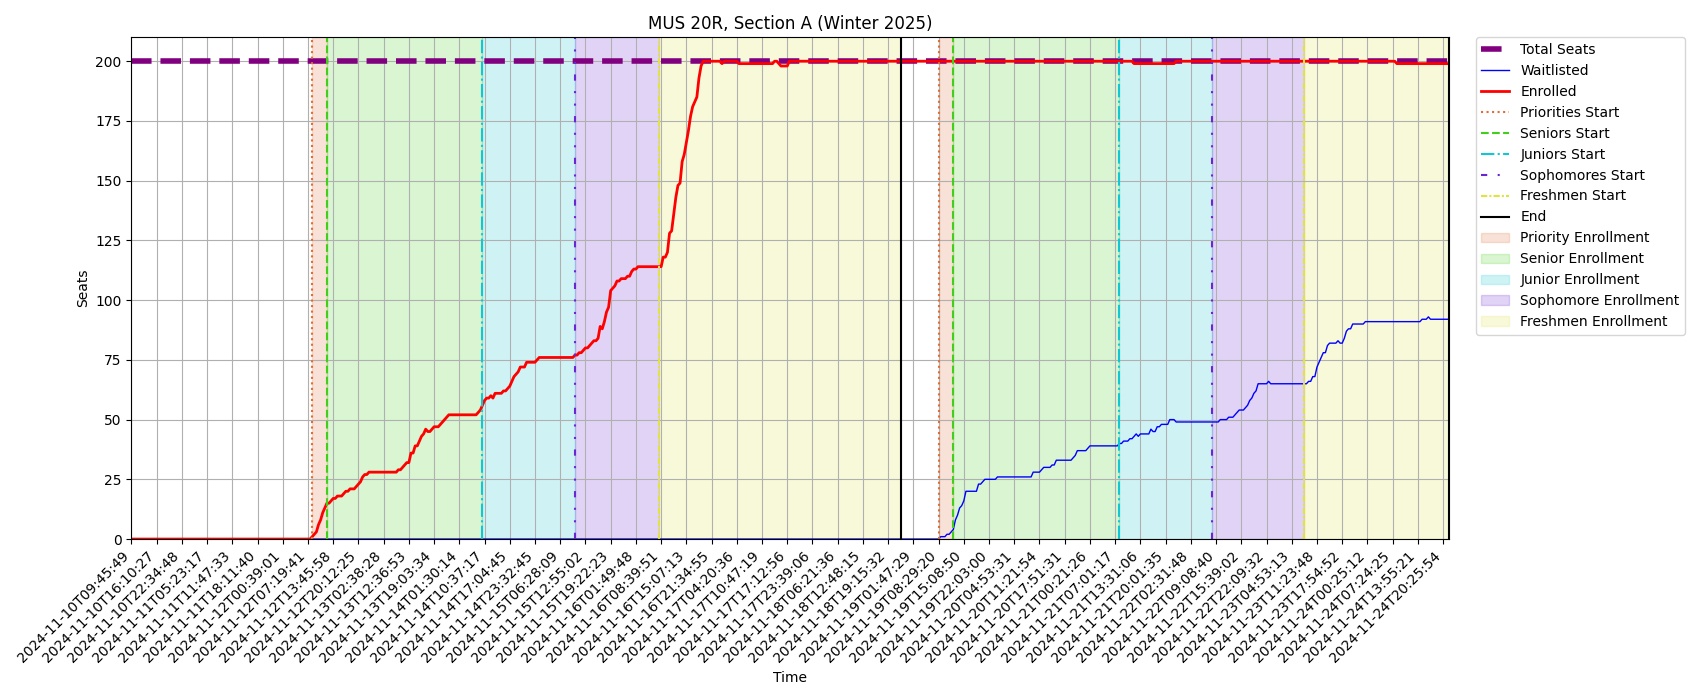 MUS 20R, Section A (Winter 2025)
Seats
200
175
150
125
100
75
50
25
0
2024-11-10T09:45:49
2024-11-10T16:10:27
2024-11-10T22:34:48
2024-11-11T05:23:17
2024-11-11T11:47:33
2024-11-11T18:11:40
2024-11-12T00:39:01
2024-11-12T07:19:41
2024-11-12T13:45:58
2024-11-12T20:12:25
2024-11-13T02:38:28
2024-11-13T12:36:53
2024-11-13T19:03:34
2024-11-14T01:30:14
2024-11-14T10:37:17
2024-11-14T17:04:45
2024-11-14T23:32:45
2024-11-15T06:28:09
2024-11-15T12:55:02
2024-11-15T19:22:23
2024-11-16T01:49:48
2024-11-16T08:39:51
2024-11-16T15:07:13
2024-11-16T21:34:55
2024-11-17T04:20:36
2024-11-17T10:47:19
2024-11-17T17:12:56
2024-11-17T23:39:06
2024-11-18T06:21:36
2024-11-18T12:48:15
2024-11-18T19:15:32
2024-11-19T01:47:29
2024-11-19T08:29:20
2024-11-19T15:08:50
2024-11-19T22:03:00
2024-11-20T04:53:31
2024-11-20T11:21:54
2024-11-20T17:51:31
2024-11-21T00:21:26
2024-11-21T07:01:17
2024-11-21T13:31:06
2024-11-21T20:01:35
2024-11-22T02:31:48
2024-11-22T09:08:40
2024-11-22T15:39:02
2024-11-22T22:09:32
2024-11-23T04:53:13
2024-11-23T11:23:48
2024-11-23T17:54:52
2024-11-24T00:25:12
2024-11-24T07:24:25
2024-11-24T13:55:21
2024-11-24T20:25:54
Time
Total Seats
Waitlisted
Enrolled
Priorities Start
Seniors Start
Juniors Start
Sophomores Start
Freshmen Start
End
Priority Enrollment
Senior Enrollment
Junior Enrollment
Sophomore Enrollment
Freshmen Enrollment